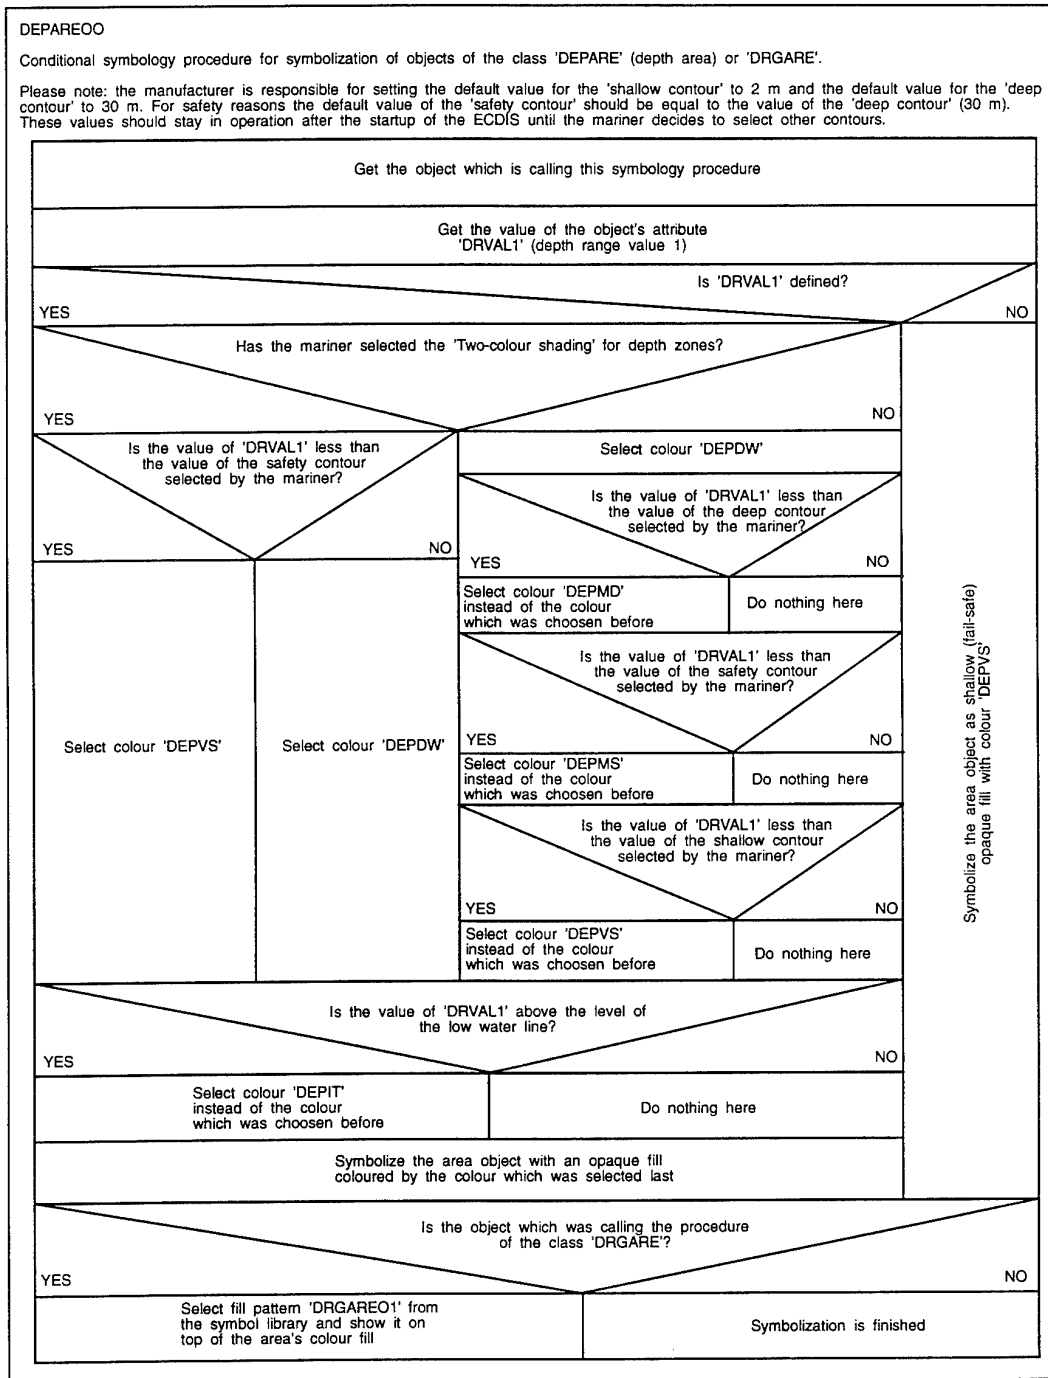 DEPAREOO
Conditional symbology procedure for symbolization of objects of the class 'DEPARE' (depth area) or 'DRGARE'.
Please note: the manufacturer is responsible for setting the default value for the 'shallow contour' to 2 m and the default value for the 'deep
contour' to 30 m. For safety reasons the default value of the 'safety contour' should be equal to the value of the 'deep contour' (30 m).
These values should stay in operation after the startup of the ECDIS until the mariner decides to select other contours.
Get the object which is calling this symbology procedure
Get the value of the object's attribute
'DRVAL1' (depth range value 1)
Is 'DRVAL1' defined?
YES
NO
Has the mariner selected the 'Two-colour shading' for depth zones?
YES
NO
Is the value of 'DRVAL1' less than
the value of the safety contour
selected by the mariner?
YES
NO
Select colour 'DEPVS'
Select colour 'DEPDW'
Select colour 'DEPDW'
Is the value of 'DRVAL1' less than
the value of the deep contour
selected by the mariner?
YES
NO
Select colour 'DEPMD'
instead of the colour
which was choosen before
Do nothing here
Is the value of 'DRVAL1' less than
the value of the safety contour
selected by the mariner?
YES
NO
Select colour 'DEPMS'
instead of the colour
which was choosen before
Do nothing here
Is the value of 'DRVAL1' less than
the value of the shallow contour
selected by the mariner?
YES
NO
Select colour 'DEPVS'
instead of the colour
which was choosen before
Do nothing here
Symbolize the area object as shallow (fail-safe)
opaque fill with colour 'DEPVS'
Is the value of 'DRVAL1' above the level of
the low water line?
YES
NO
Select colour 'DEPIT'
instead of the colour
which was choosen before
Do nothing here
Symbolize the area object with an opaque fill
coloured by the colour which was selected last
Is the object which was calling the procedure
of the class 'DRGARE'?
YES
NO
Select fill pattern 'DRGAREO1' from
the symbol library and show it on
top of the area's colour fill
Symbolization is finished